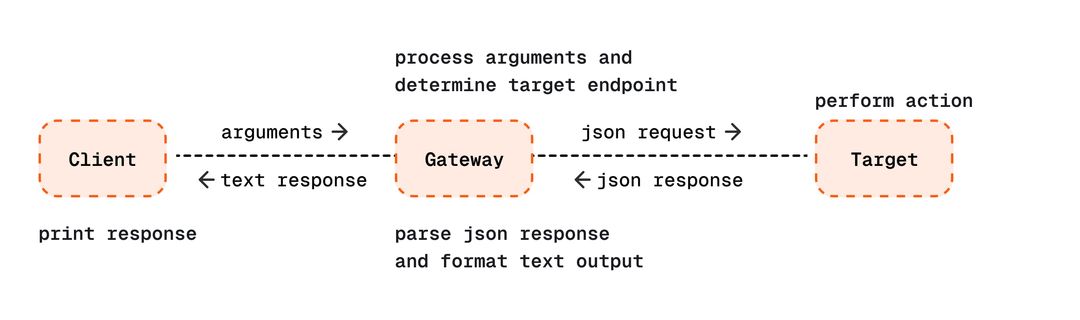 process arguments and
determine target endpoint
perform action
arguments →
json request →
Client
Gateway
Target
← text response
← json response
print response
parse json response
and format text output